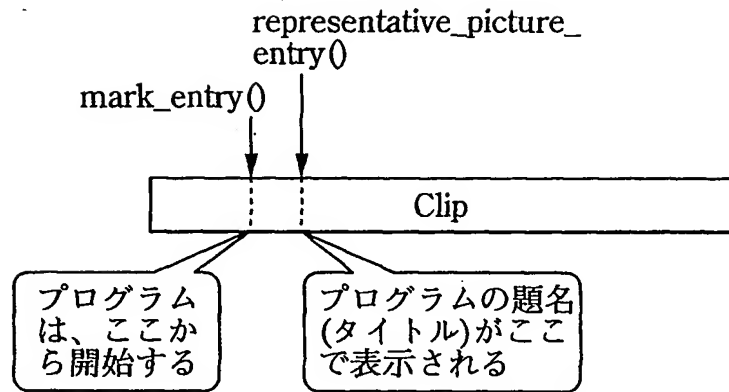 representative_picture_
entry()
mark_entry()
Clip
プログラム
は、ここか
ら開始する
プログラムの題名
(タイトル)がここ
で表示される